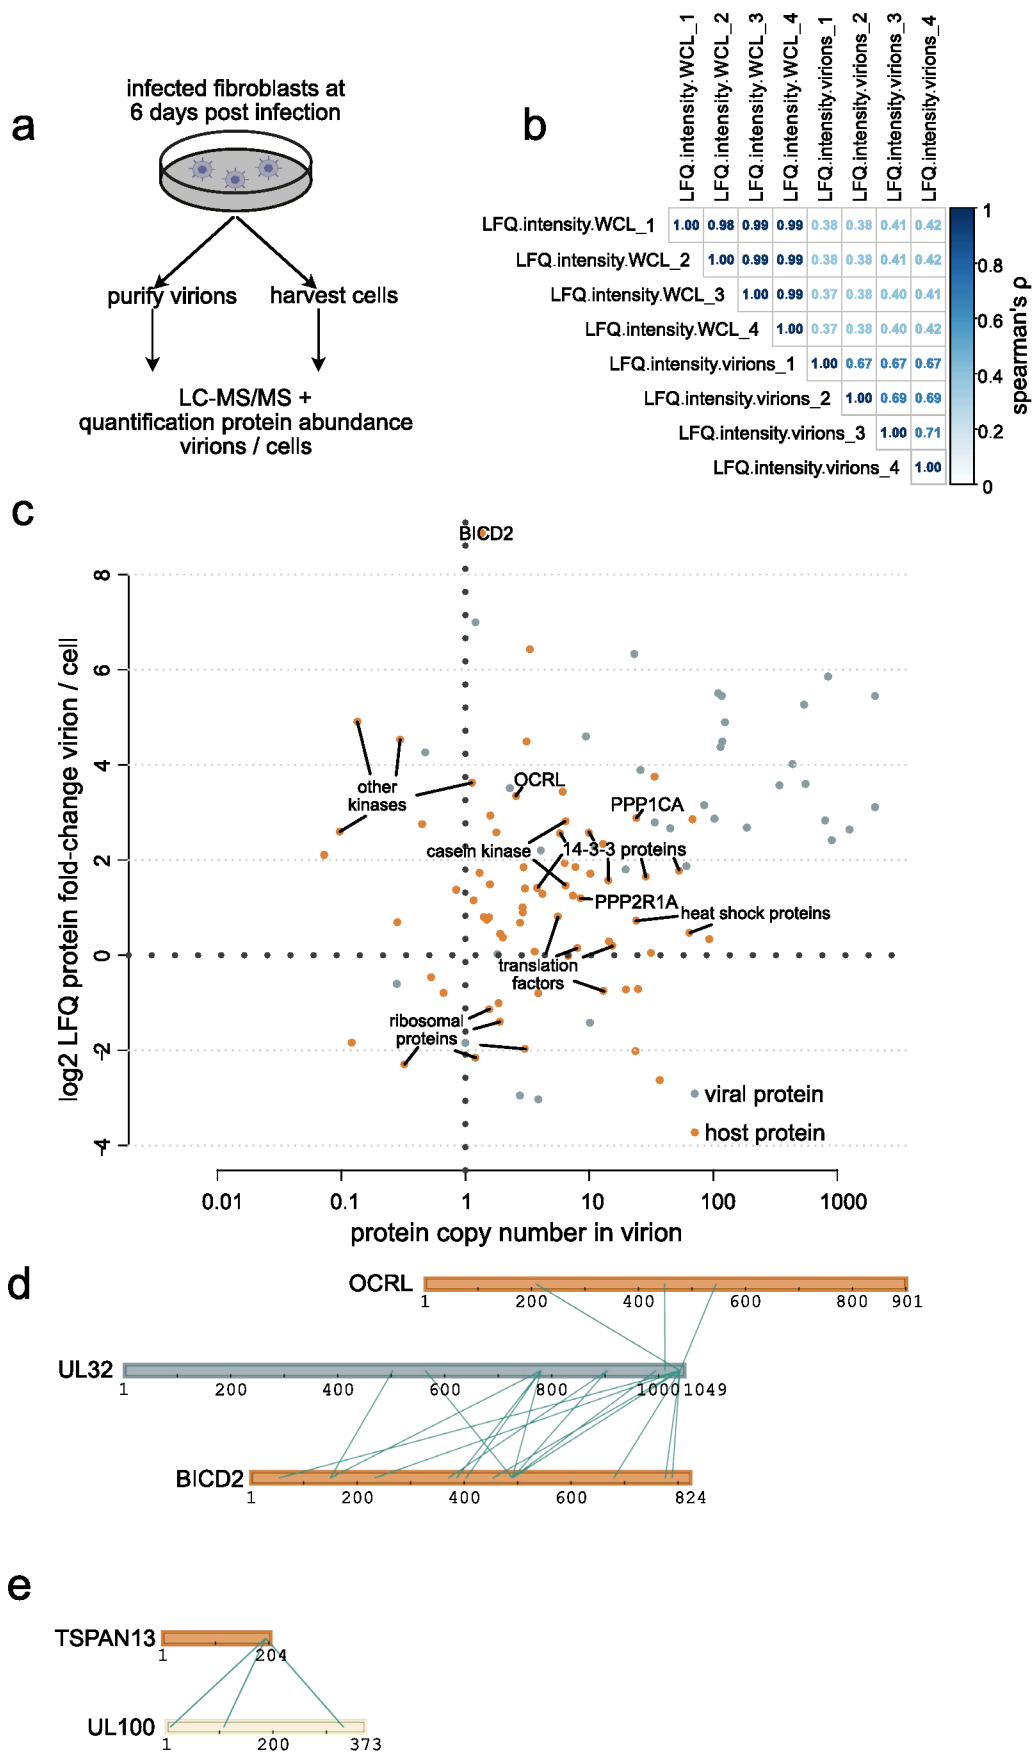 a
infected fibroblasts at
6 days post infection
purify virions
harvest cells
LC-MS/MS +
quantification protein abundance
virions / cells
b
LFQ.intensity.WCL_1
LFQ.intensity.WCL_2
LFQ.intensity.WCL_3
LFQ.intensity.WCL_4
LFQ.intensity.virions_1
LFQ.intensity.virions_2
LFQ.intensity.virions_3
LFQ.intensity.virions_4
LFQ.intensity.WCL_1 1.00 0.98 0.99 0.99 0.38 0.38 0.41 0.42
LFQ.intensity.WCL_2 1.00 0.99 0.99 0.38 0.38 0.41 0.42
LFQ.intensity.WCL_3 1.00 0.99 0.37 0.38 0.40 0.41
LFQ.intensity.WCL_4 1.00 0.37 0.38 0.40 0.42
LFQ.intensity.virions_1 1.00 0.67 0.67 0.67
LFQ.intensity.virions_2 1.00 0.69 0.69
LFQ.intensity.virions_3 1.00 0.71
LFQ.intensity.virions_4 1.00
1
0.8
0.6
0.4
0.2
0
spearman's ρ
c
log2 LFQ protein fold-change virion / cell
8
6
4
2
0
-2
-4
BICD2
other
kinases
OCRL
PPP1CA
casein kinase
14-3-3 proteins
PPP2R1A
heat shock proteins
translation
factors
ribosomal
proteins
viral protein
host protein
0.01 0.1 1 10 100 1000
protein copy number in virion
d
OCRL
1 200 400 600 800 901
UL32
1 200 400 600 800 1000 1049
BICD2
1 200 400 600 824
e
TSPAN13
1 204
UL100
1 200 373